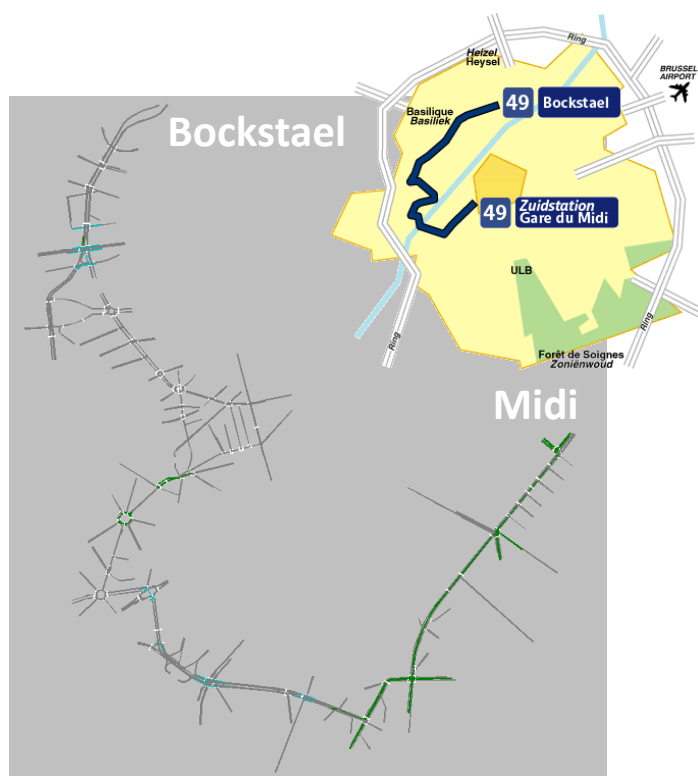 Ring
Heizel
Heysel
BRUSSEL
AIRPORT
Basilique
Basiliek
49 Bockstael
Bockstael
49 Zuidstation
Gare du Midi
ULB
Ring
Ring
Forêt de Soignes
Zoniënwoud
Midi